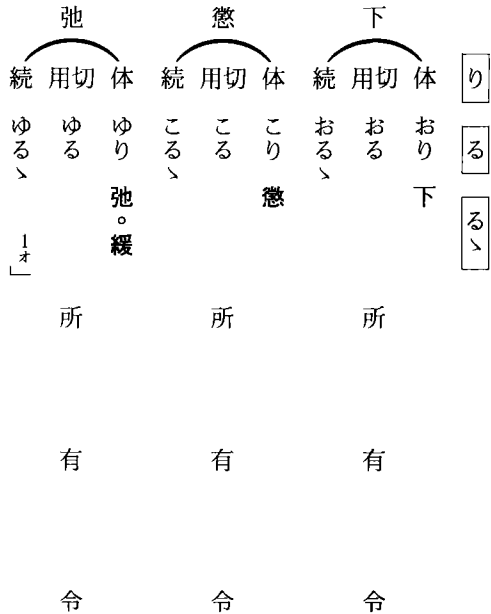 り る るゝ
下
体 おり 下
用切 おる
続 おるゝ
所 有 令
懲
体 こり 懲
用切 こる
続 こるゝ
所 有 令
弛
体 ゆり 弛。緩
用切 ゆる
続 ゆるゝ 1オ」
所 有 令